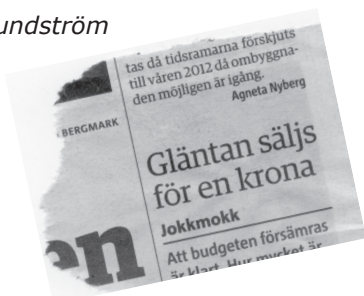 undström
tas då tidsramarna förskjuts
till våren 2012 då ombyggna-
den möjligen är igång.
Agneta Nyberg
BERGMARK
Gläntan säljs
för en krona
Jokkmokk
Att budgeten försämras
är klart. Hur mycket är
en